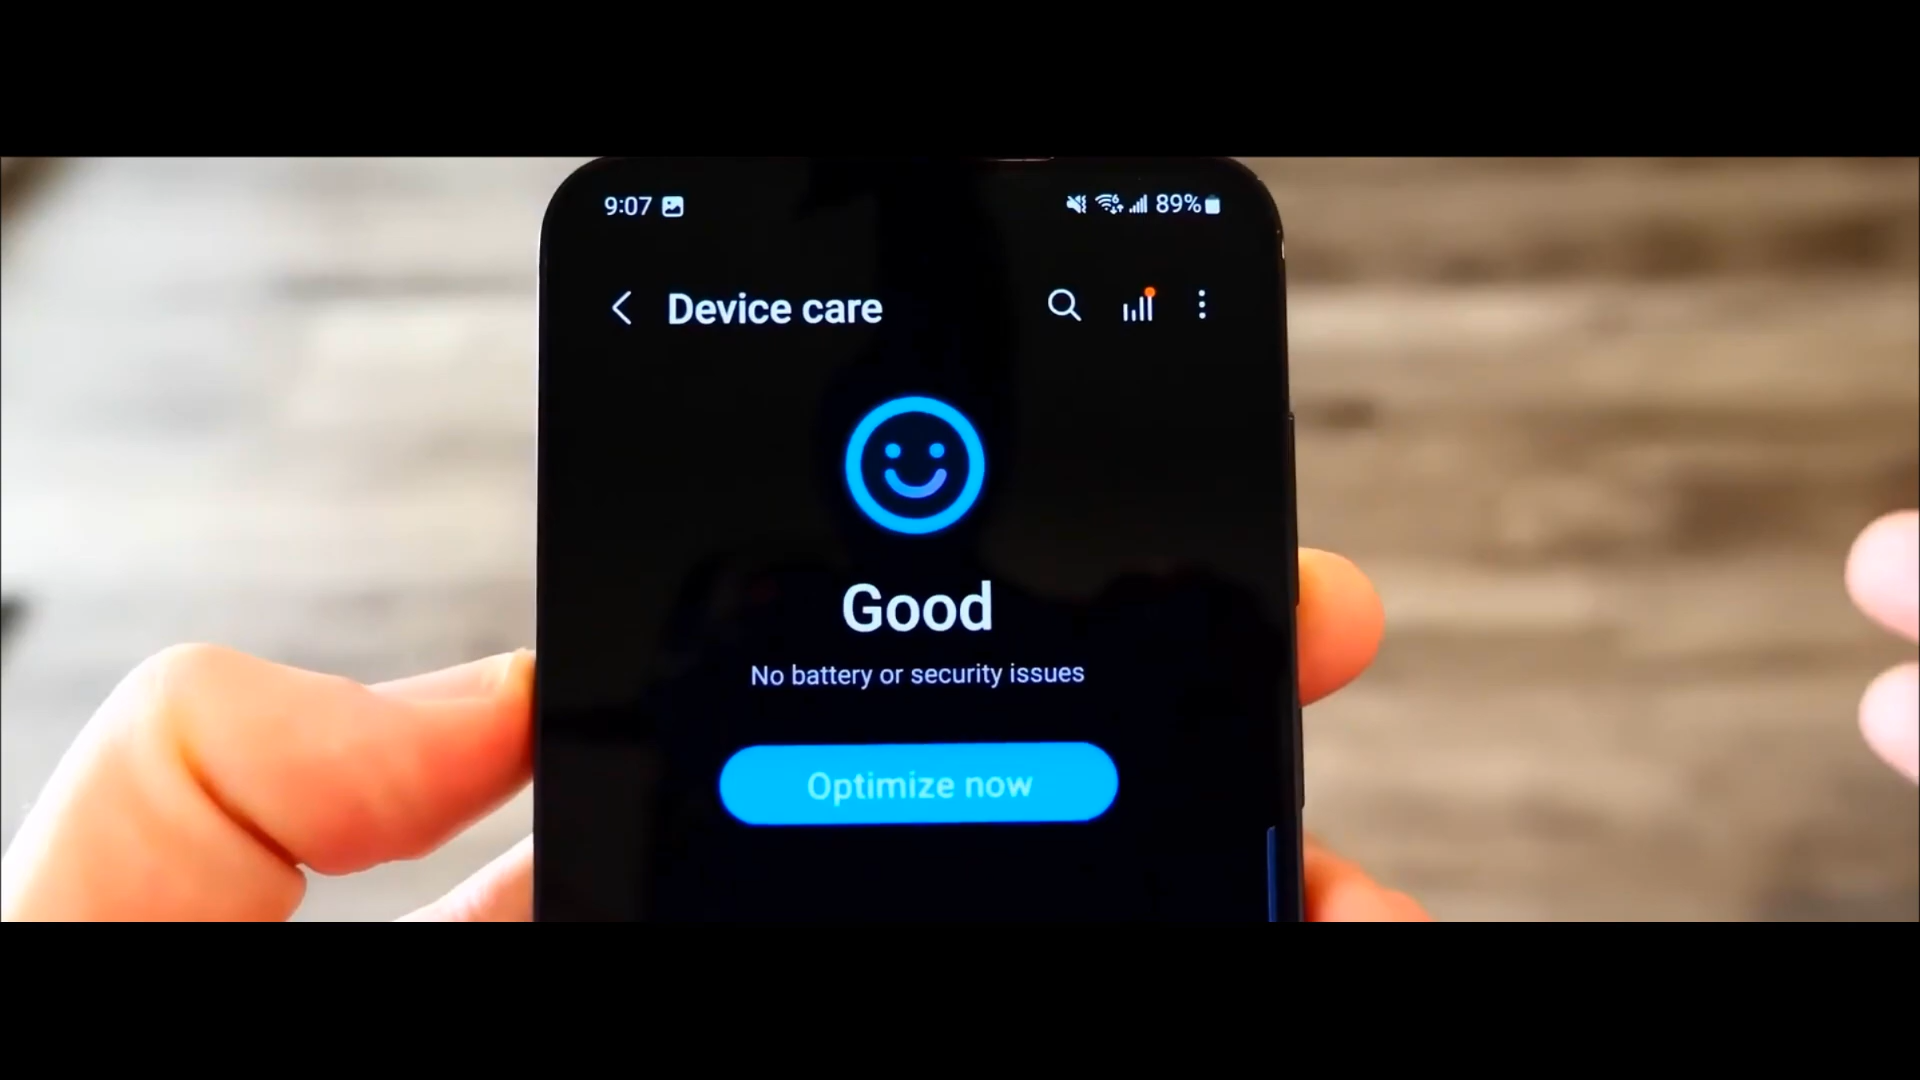 9:07 89%
Device care
Good
No battery or security issues
Optimize now